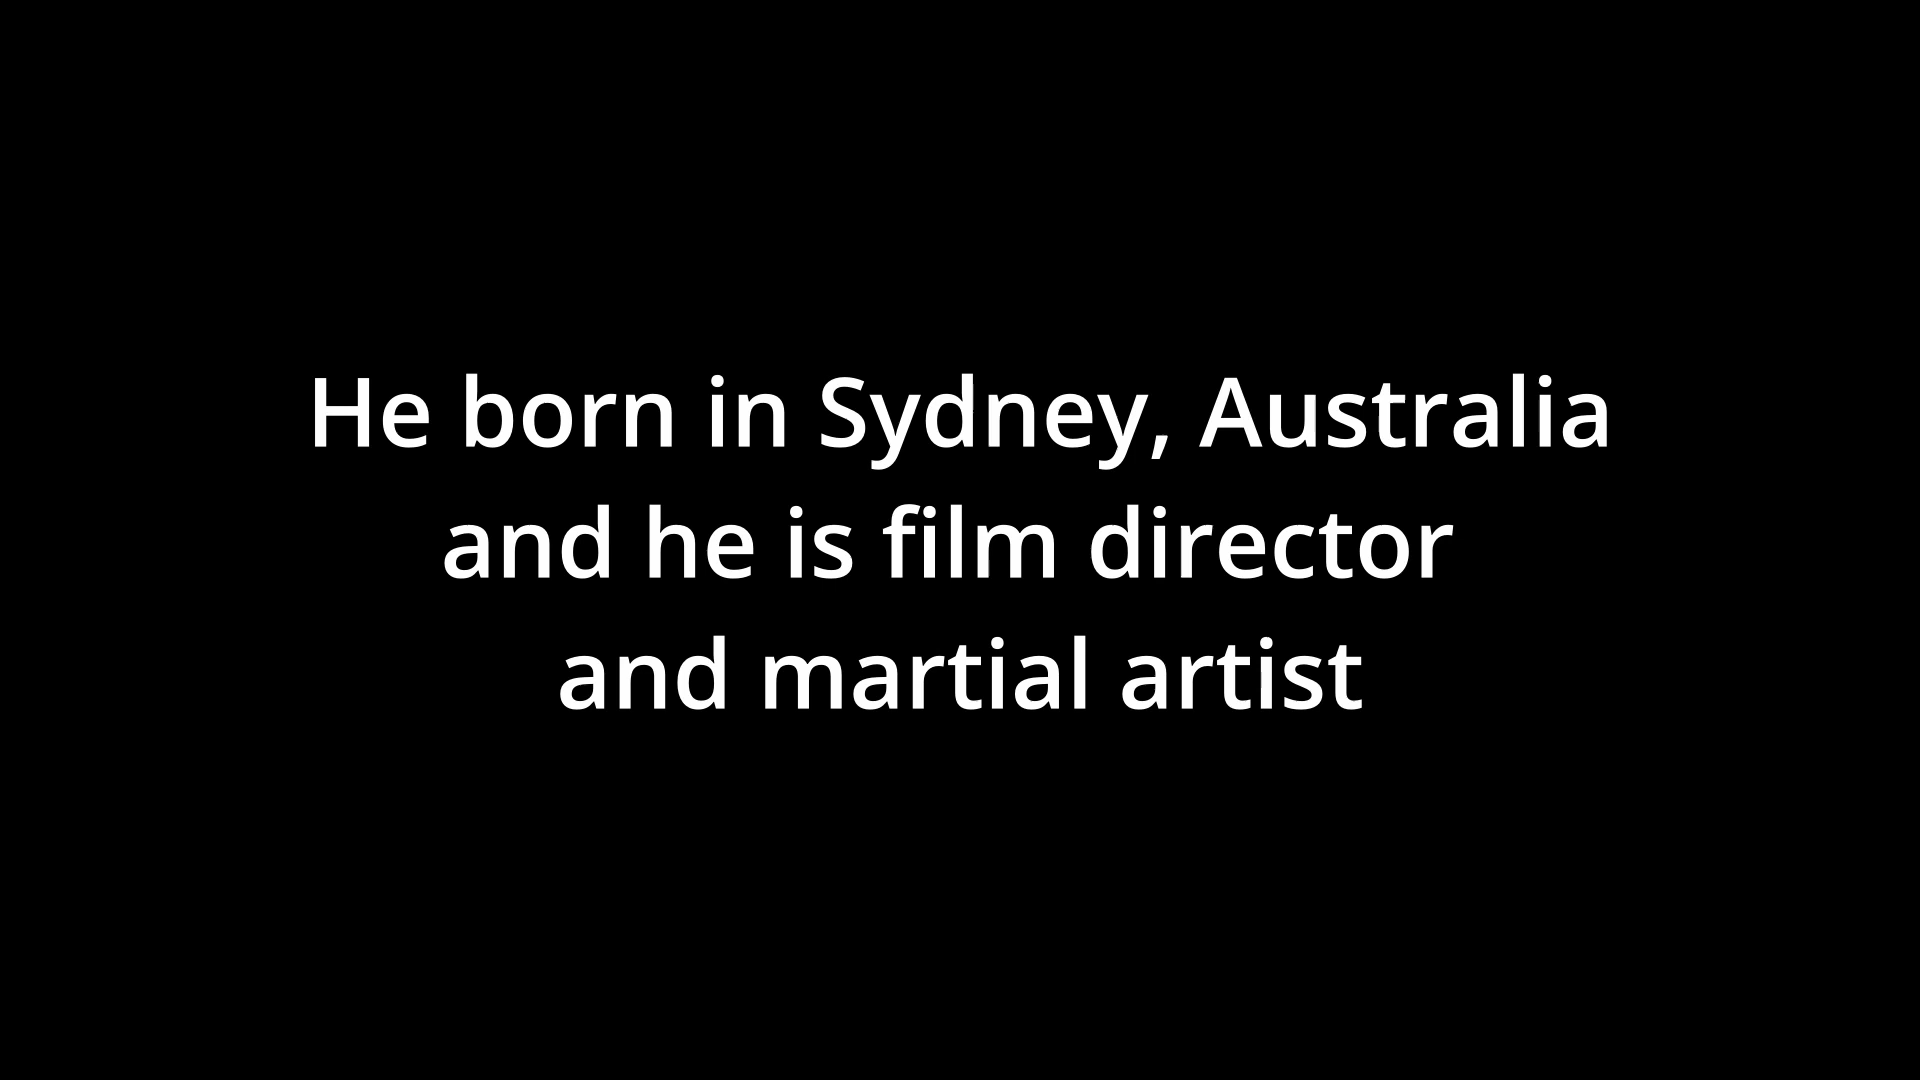 He born in Sydney, Australia
and he is film director
and martial artist